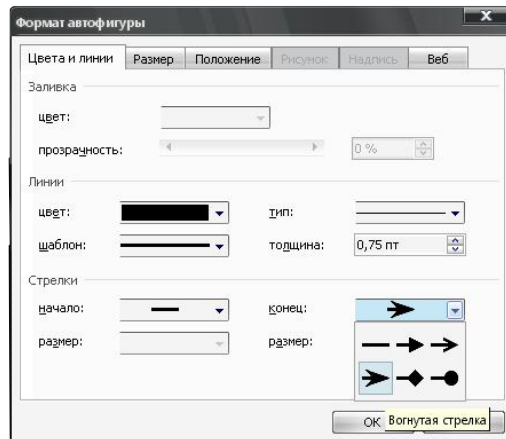 Формат автофигуры
X
Цвета и линии Размер Положение Рисунок Надпись Веб
Заливка
цвет:
прозрачность: 0 %
Линии
цвет: тип:
шаблон: толщина: 0,75 пт
Стрелки
начало: конец:
размер: размер:
ОК Вогнутая стрелка